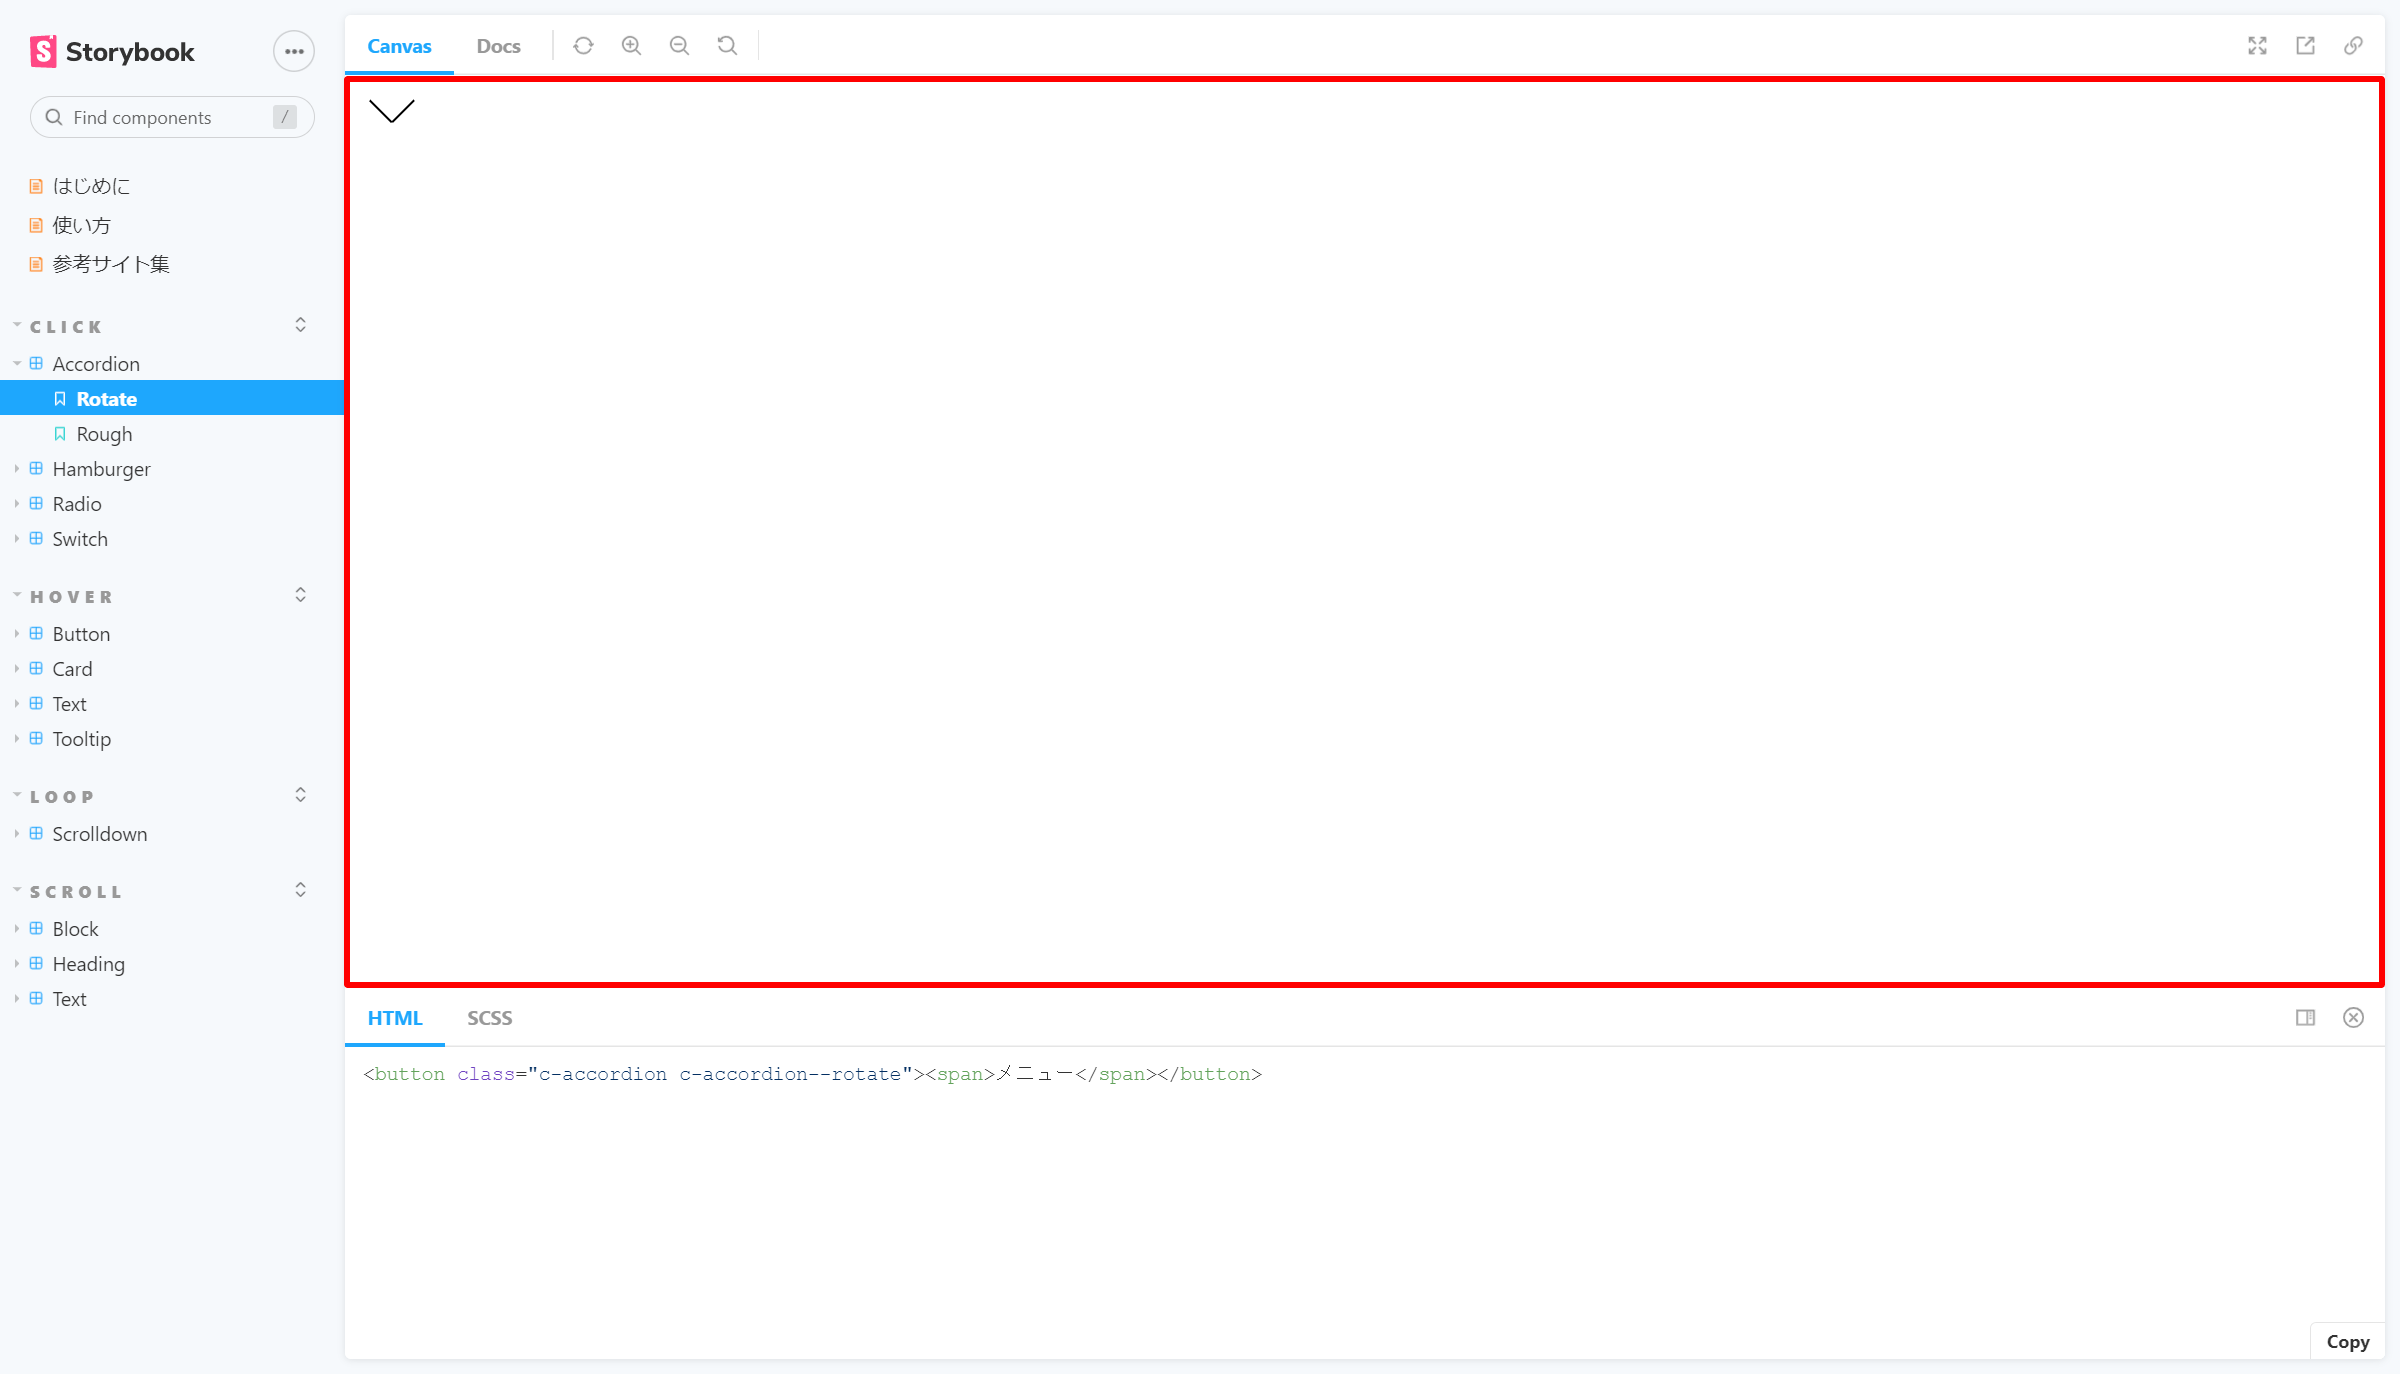 Storybook
Find components /
はじめに
使い方
参考サイト集
CLICK
Accordion
Rotate
Rough
Hamburger
Radio
Switch
HOVER
Button
Card
Text
Tooltip
LOOP
Scrolldown
SCROLL
Block
Heading
Text
Canvas Docs
HTML SCSS
<button class="c-accordion c-accordion--rotate"><span>メニュー</span></button>
Copy